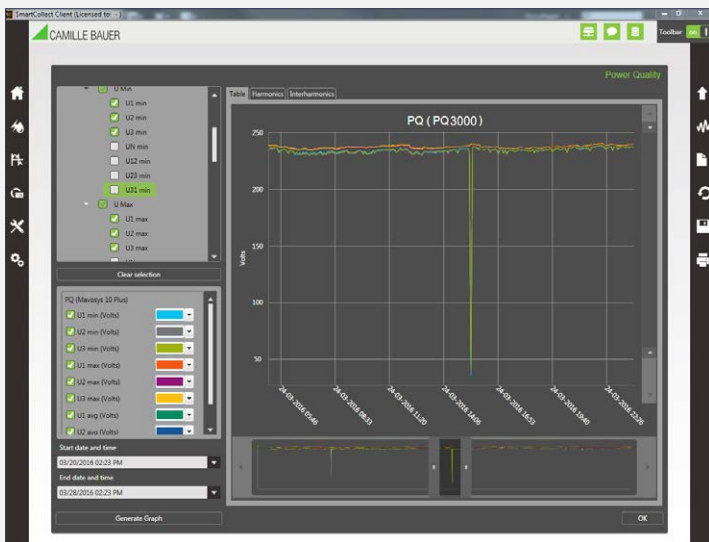 SmartCollect Client (Licensed to: - )
CAMILLE BAUER
Toolbar on
Power Quality
U Min
U1 min
U2 min
U3 min
UN min
U12 min
U23 min
U31 min
U Max
U1 max
U2 max
U3 max
Clear selection
PQ (Mavosys 10 Plus)
U1 min (Volts)
U2 min (Volts)
U3 min (Volts)
U1 max (Volts)
U2 max (Volts)
U3 max (Volts)
U1 avg (Volts)
U2 avg (Volts)
Start date and time
03/20/2016 02:23 PM
End date and time
03/28/2016 02:23 PM
Generate Graph
Table Harmonics Interharmonics
PQ ( PQ3000 )
Volts
250
200
150
100
50
24-03-2016 05:46
24-03-2016 08:33
24-03-2016 11:20
24-03-2016 14:06
24-03-2016 16:53
24-03-2016 19:40
24-03-2016 22:26
OK